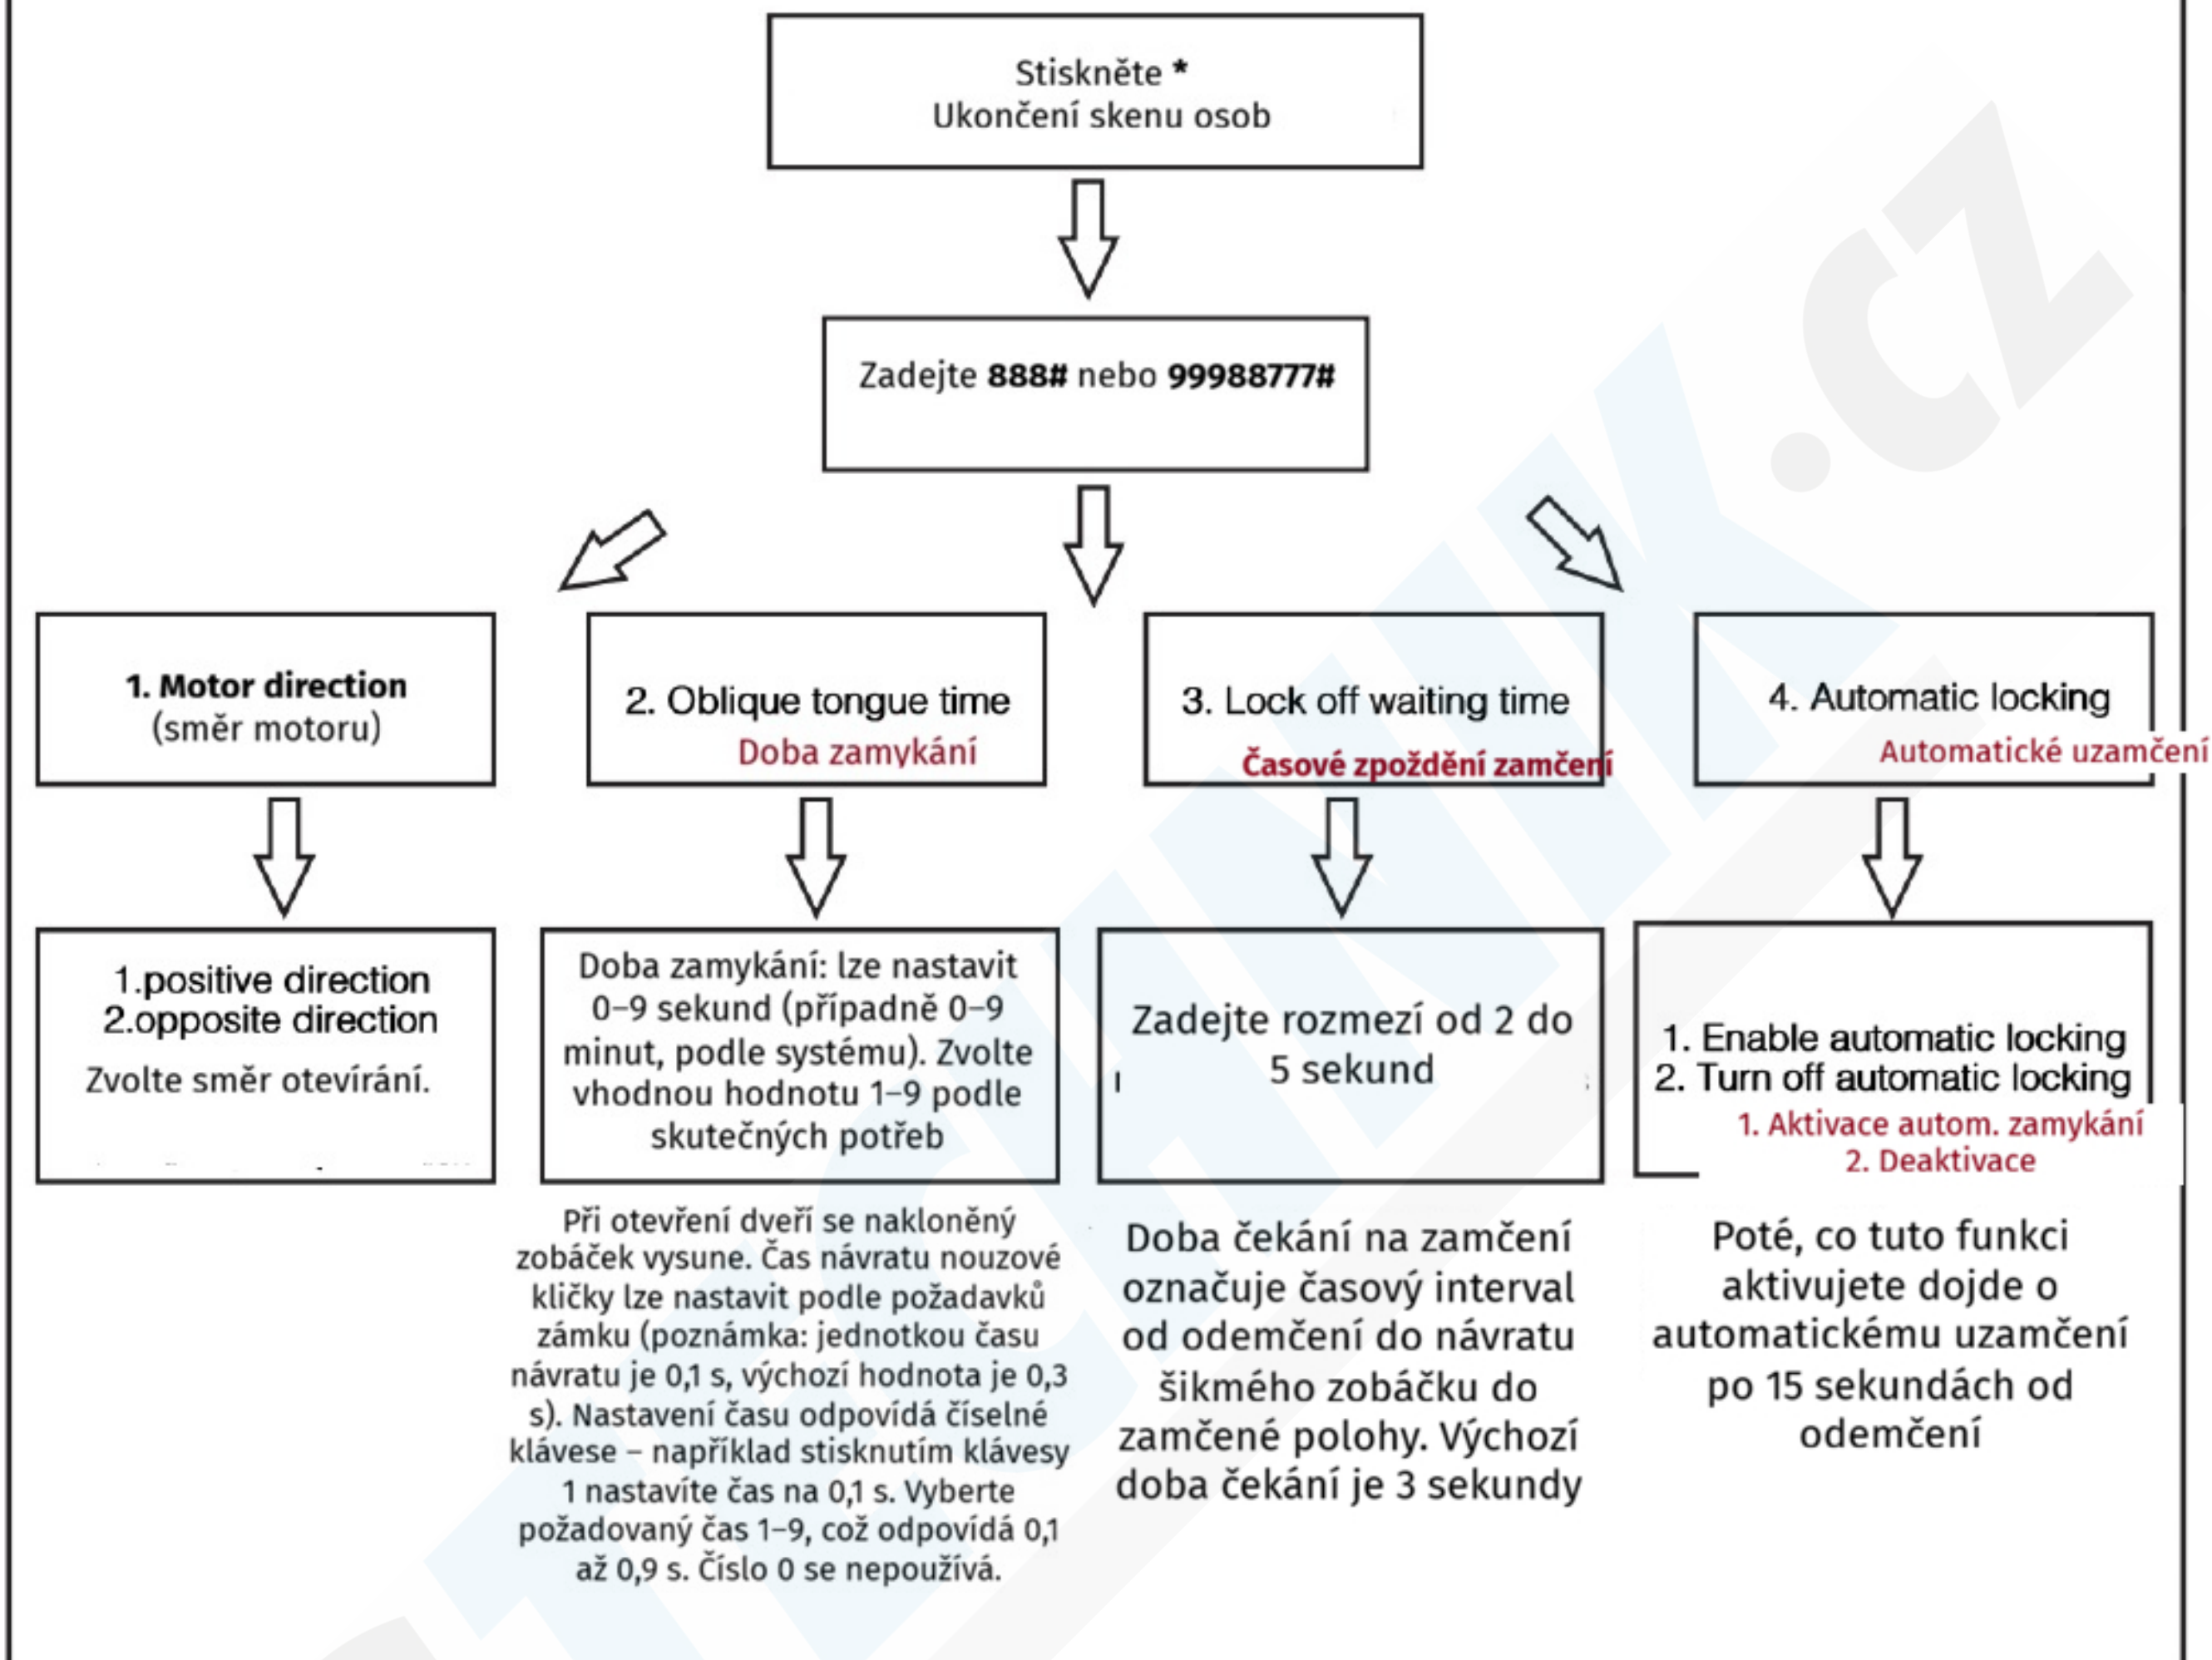 Stiskněte *
Ukončení skenu osob
Zadejte 888# nebo 99988777#
1. Motor direction
(směr motoru)
2. Oblique tongue time
Doba zamykání
3. Lock off waiting time
Časové zpoždění zamčení
4. Automatic locking
Automatické uzamčení
1.positive direction
2.opposite direction
Zvolte směr otevírání.
Doba zamykání: lze nastavit
0–9 sekund (případně 0–9
minut, podle systému). Zvolte
vhodnou hodnotu 1–9 podle
skutečných potřeb
Zadejte rozmezí od 2 do
5 sekund
1. Enable automatic locking
2. Turn off automatic locking
1. Aktivace autom. zamykání
2. Deaktivace
Při otevření dveří se nakloněný
zobáček vysune. Čas návratu nouzové
kličky lze nastavit podle požadavků
zámku (poznámka: jednotkou času
návratu je 0,1 s, výchozí hodnota je 0,3
s). Nastavení času odpovídá číselné
klávese – například stisknutím klávesy
1 nastavíte čas na 0,1 s. Vyberte
požadovaný čas 1–9, což odpovídá 0,1
až 0,9 s. Číslo 0 se nepoužívá.
Doba čekání na zamčení
označuje časový interval
od odemčení do návratu
šikmého zobáčku do
zamčené polohy. Výchozí
doba čekání je 3 sekundy
Poté, co tuto funkci
aktivujete dojde o
automatickému uzamčení
po 15 sekundách od
odemčení